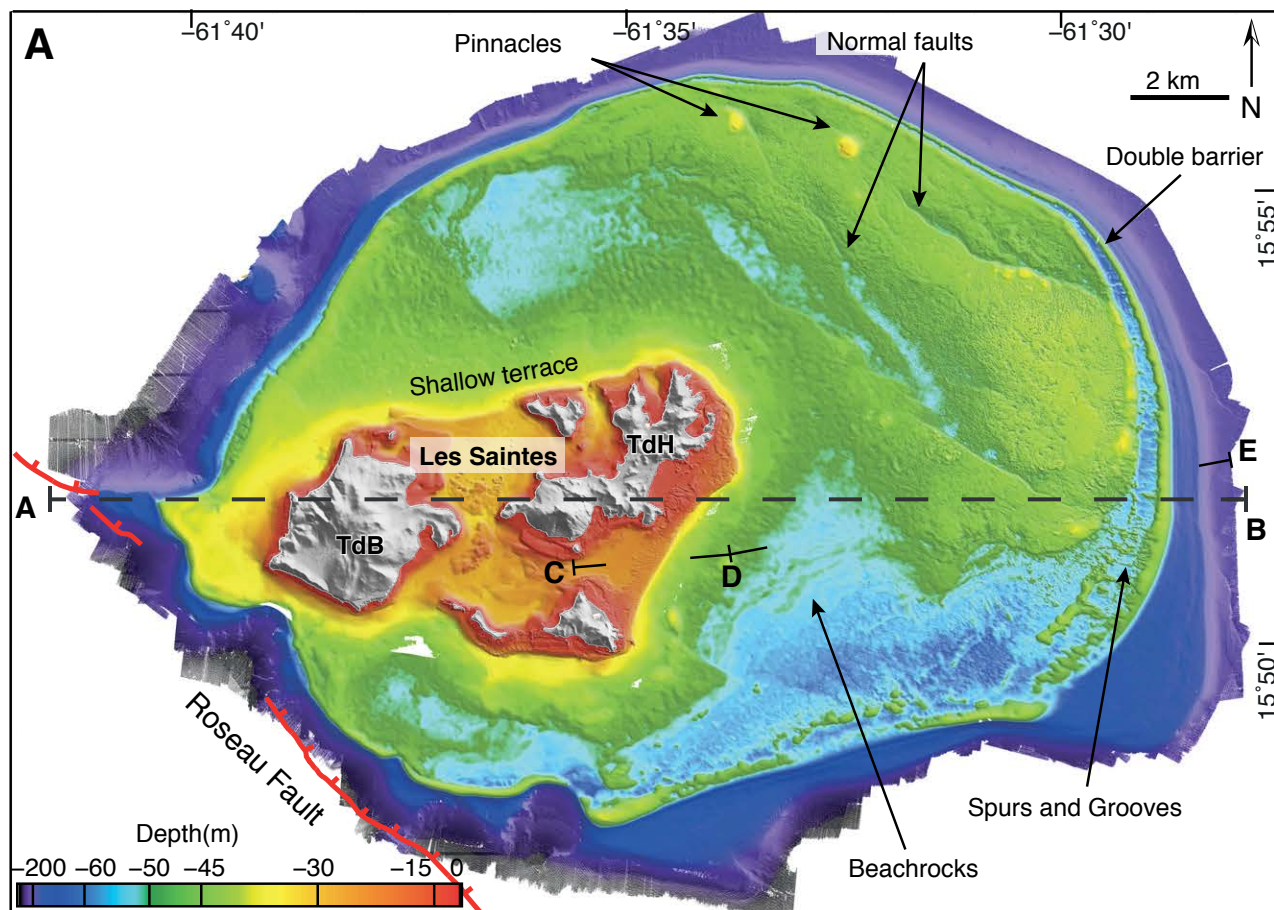 A
−61˚40'
−61˚35'
−61˚30'
Pinnacles
Normal faults
2 km
N
Double barrier
15˚55'
Shallow terrace
TdH
Les Saintes
E
A
B
TdB
C
D
15˚50'
Roseau Fault
Spurs and Grooves
Depth(m)
−200 −60 −50 −45 −30 −15 0
Beachrocks